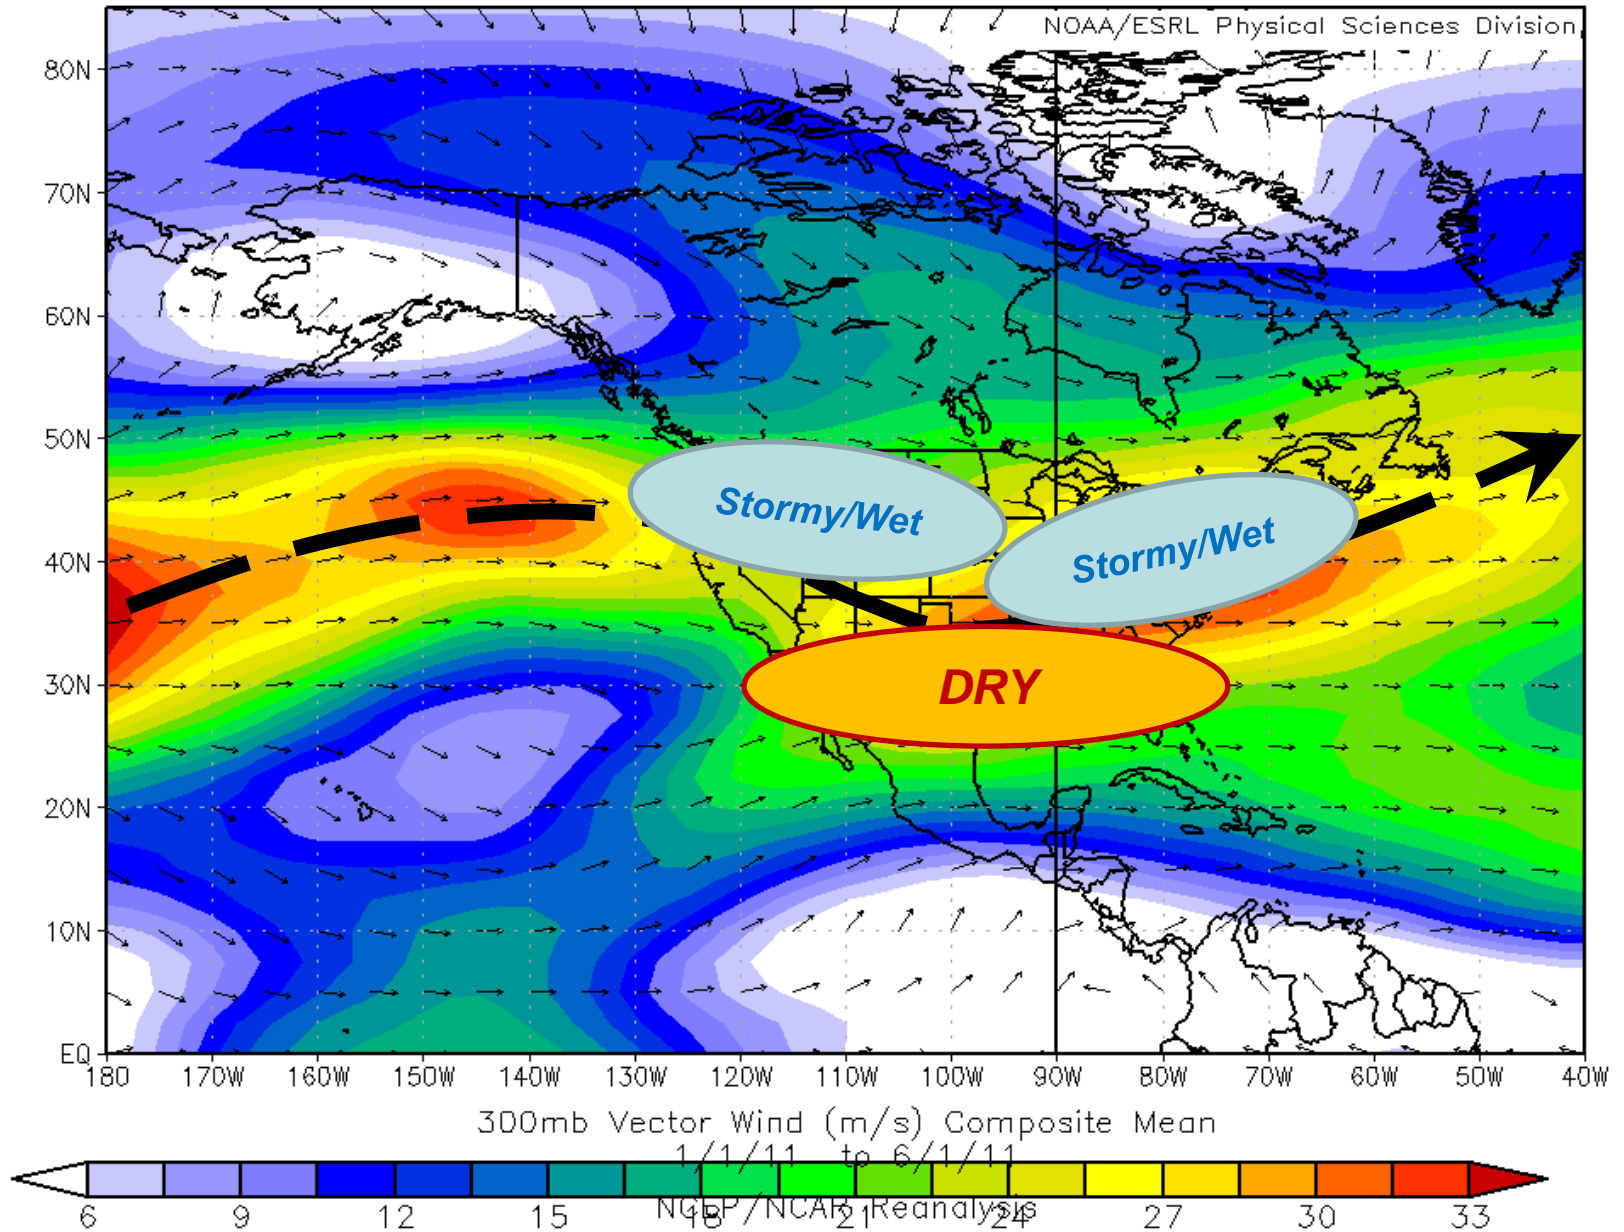 NOAA/ESRL Physical Sciences Division
80N
70N
60N
50N
Stormy/Wet
Stormy/Wet
40N
30N
DRY
20N
10N
EQ
180 170W 160W 150W 140W 130W 120W 110W 100W 90W 80W 70W 60W 50W 40W
300mb Vector Wind (m/s) Composite Mean
1/1/11 to 6/1/11
NCEP/NCAR Reanalysis
6 9 12 15 18 21 24 27 30 33